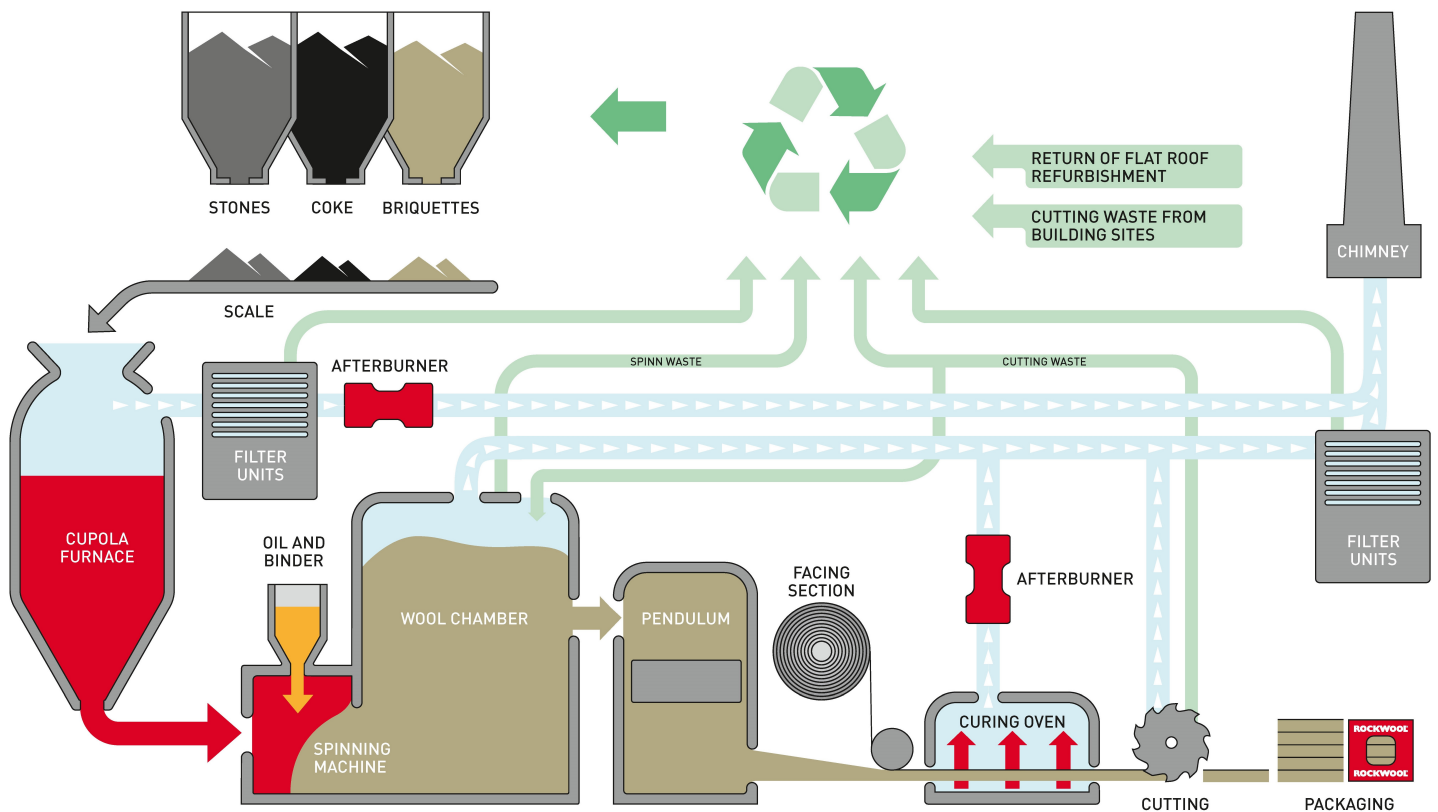 STONES
COKE
BRIQUETTES
RETURN OF FLAT ROOF
REFURBISHMENT
CUTTING WASTE FROM
BUILDING SITES
CHIMNEY
SCALE
SPINN WASTE
CUTTING WASTE
AFTERBURNER
FILTER
UNITS
CUPOLA
FURNACE
OIL AND
BINDER
WOOL CHAMBER
PENDULUM
FACING
SECTION
AFTERBURNER
FILTER
UNITS
SPINNING
MACHINE
CURING OVEN
ROCKWOOL
ROCKWOOL
CUTTING
PACKAGING